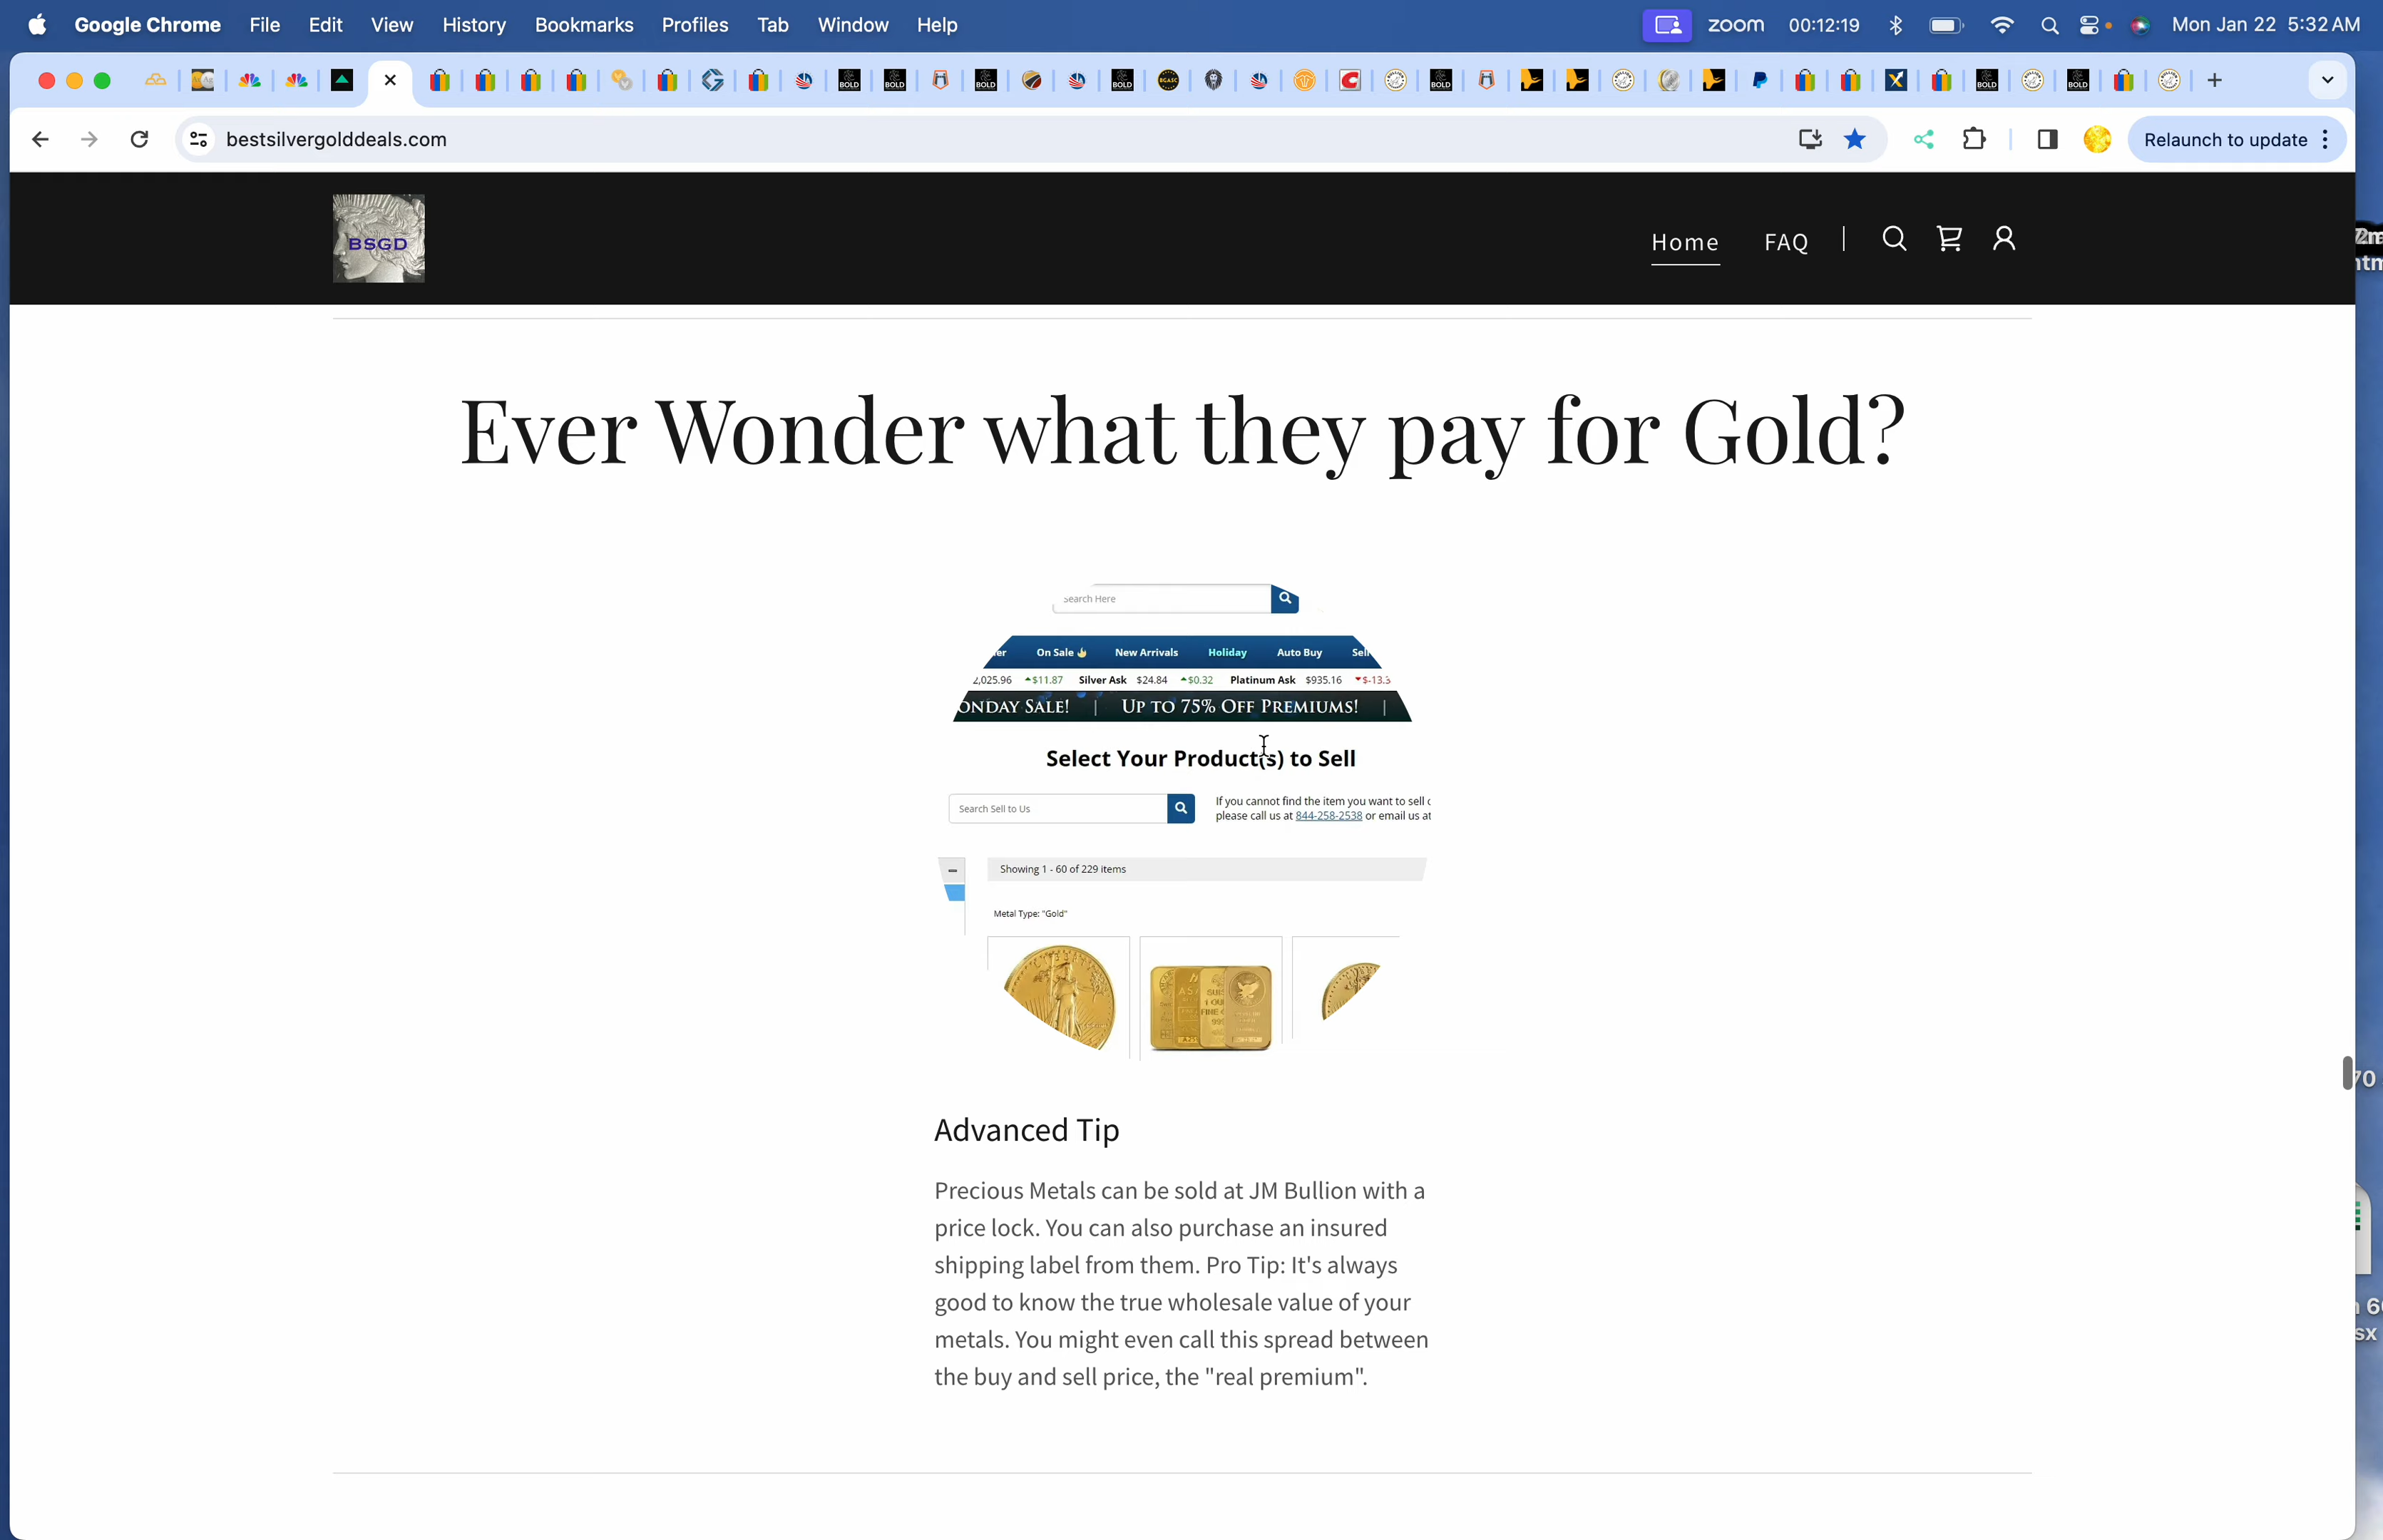 Google Chrome File Edit View History Bookmarks Profiles Tab Window Help zoom 00:12:19 Mon Jan 22 5:32 AM
bestsilvergolddeals.com Relaunch to update
BSGD Home FAQ
Ever Wonder what they pay for Gold?
Search Here
On Sale New Arrivals Holiday Auto Buy Sell
2,025.96 $11.87 Silver Ask $24.84 $0.32 Platinum Ask $935.16 $-13.3
ONDAY SALE! | UP TO 75% OFF PREMIUMS! |
Select Your Product(s) to Sell
Search Sell to Us
If you cannot find the item you want to sell
please call us at 844-258-2538 or email us at
Showing 1 - 60 of 229 items
Metal Type: "Gold"
Advanced Tip
Precious Metals can be sold at JM Bullion with a
price lock. You can also purchase an insured
shipping label from them. Pro Tip: It's always
good to know the true wholesale value of your
metals. You might even call this spread between
the buy and sell price, the "real premium".